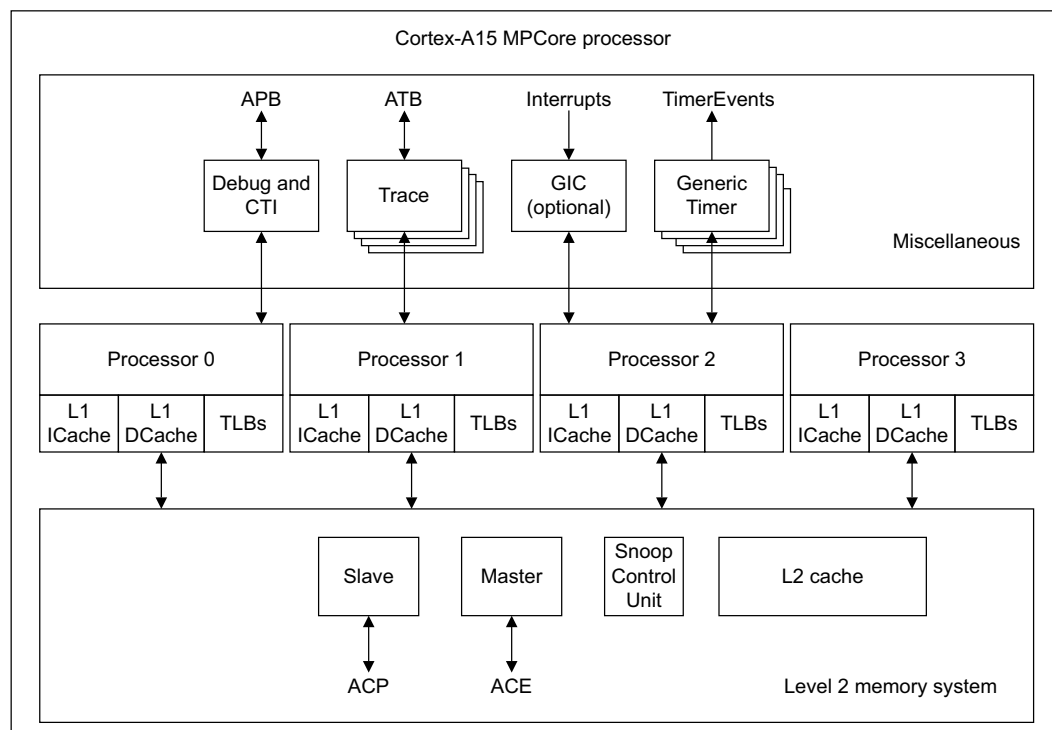 Cortex-A15 MPCore processor
APB
ATB
Interrupts
TimerEvents
Debug and
CTI
Trace
GIC
(optional)
Generic
Timer
Miscellaneous
Processor 0
Processor 1
Processor 2
Processor 3
L1
ICache
L1
DCache
TLBs
L1
ICache
L1
DCache
TLBs
L1
ICache
L1
DCache
TLBs
L1
ICache
L1
DCache
TLBs
Slave
Master
Snoop
Control
Unit
L2 cache
ACP
ACE
Level 2 memory system